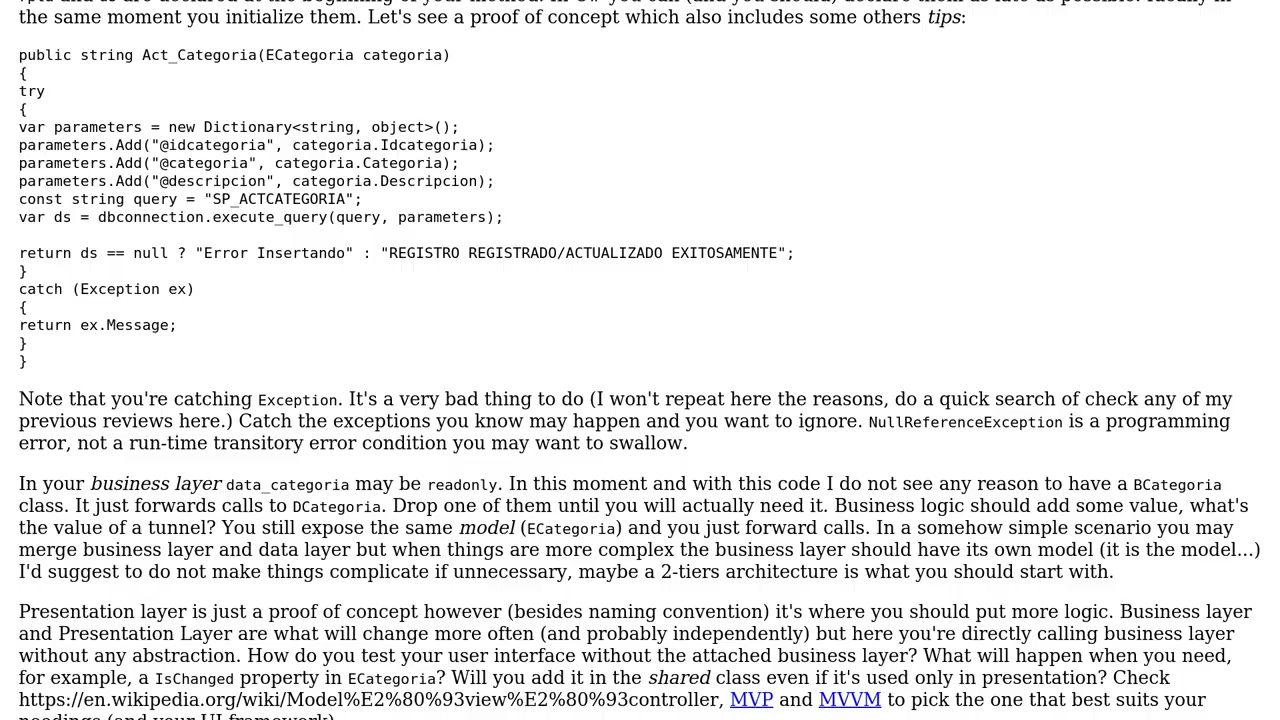 the same moment you initialize them. Let's see a proof of concept which also includes some others tips:
public string Act_Categoria(ECategoria categoria)
{
try
{
var parameters = new Dictionary<string, object>();
parameters.Add("@idcategoria", categoria.Idcategoria);
parameters.Add("@categoria", categoria.Categoria);
parameters.Add("@descripcion", categoria.Descripcion);
const string query = "SP_ACTCATEGORIA";
var ds = dbconnection.execute_query(query, parameters);
return ds == null ? "Error Insertando" : "REGISTRO REGISTRADO/ACTUALIZADO EXITOSAMENTE";
}
catch (Exception ex)
{
return ex.Message;
}
}
Note that you're catching Exception. It's a very bad thing to do (I won't repeat here the reasons, do a quick search of check any of my
previous reviews here.) Catch the exceptions you know may happen and you want to ignore. NullReferenceException is a programming
error, not a run-time transitory error condition you may want to swallow.
In your business layer data_categoria may be readonly. In this moment and with this code I do not see any reason to have a BCategoria
class. It just forwards calls to DCategoria. Drop one of them until you will actually need it. Business logic should add some value, what's
the value of a tunnel? You still expose the same model (ECategoria) and you just forward calls. In a somehow simple scenario you may
merge business layer and data layer but when things are more complex the business layer should have its own model (it is the model...)
I'd suggest to do not make things complicate if unnecessary, maybe a 2-tiers architecture is what you should start with.
Presentation layer is just a proof of concept however (besides naming convention) it's where you should put more logic. Business layer
and Presentation Layer are what will change more often (and probably independently) but here you're directly calling business layer
without any abstraction. How do you test your user interface without the attached business layer? What will happen when you need,
for example, a IsChanged property in ECategoria? Will you add it in the shared class even if it's used only in presentation? Check
https://en.wikipedia.org/wiki/Model%E2%80%93view%E2%80%93controller, MVP and MVVM to pick the one that best suits your